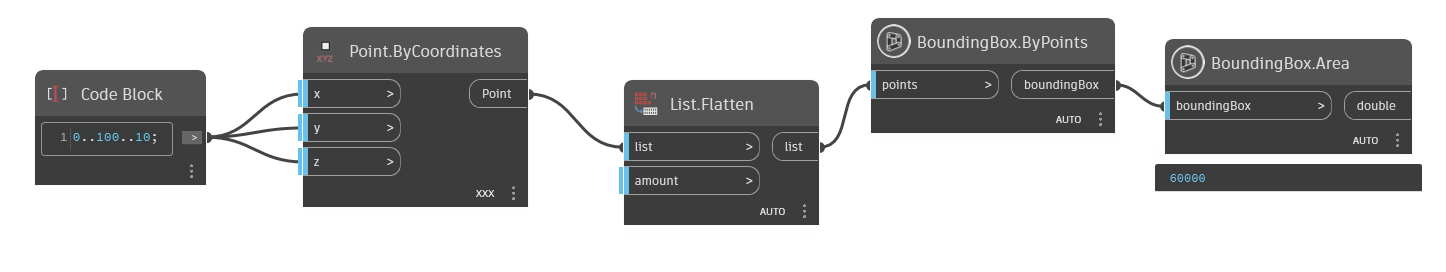 Code Block
1 0..100..10; >
Point.ByCoordinates
XYZ
x > Point
y >
z >
XXX
List.Flatten
list > list
amount >
AUTO
BoundingBox.ByPoints
points > boundingBox
AUTO
BoundingBox.Area
boundingBox > double
AUTO
60000